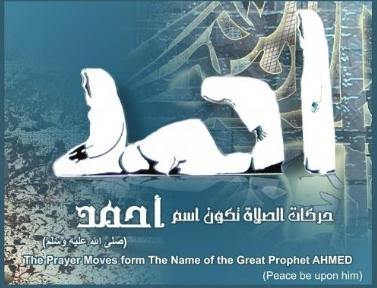 احمد
حركات الصلاة تكون اسم أحمد
(صلى الله عليه وسلم)
The Prayer Moves form The Name of the Great Prophet AHMED
(Peace be upon him)